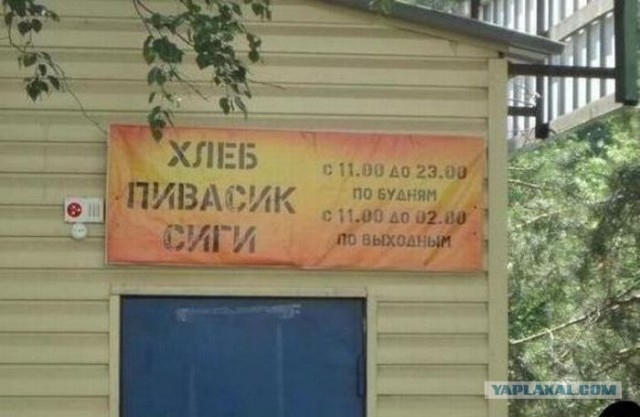 ХЛЕБ
ПИВАСИК
СИГИ
с 11.00 до 23.00
по будням
с 11.00 до 02.00
по выходным
YAPLAKAL.COM